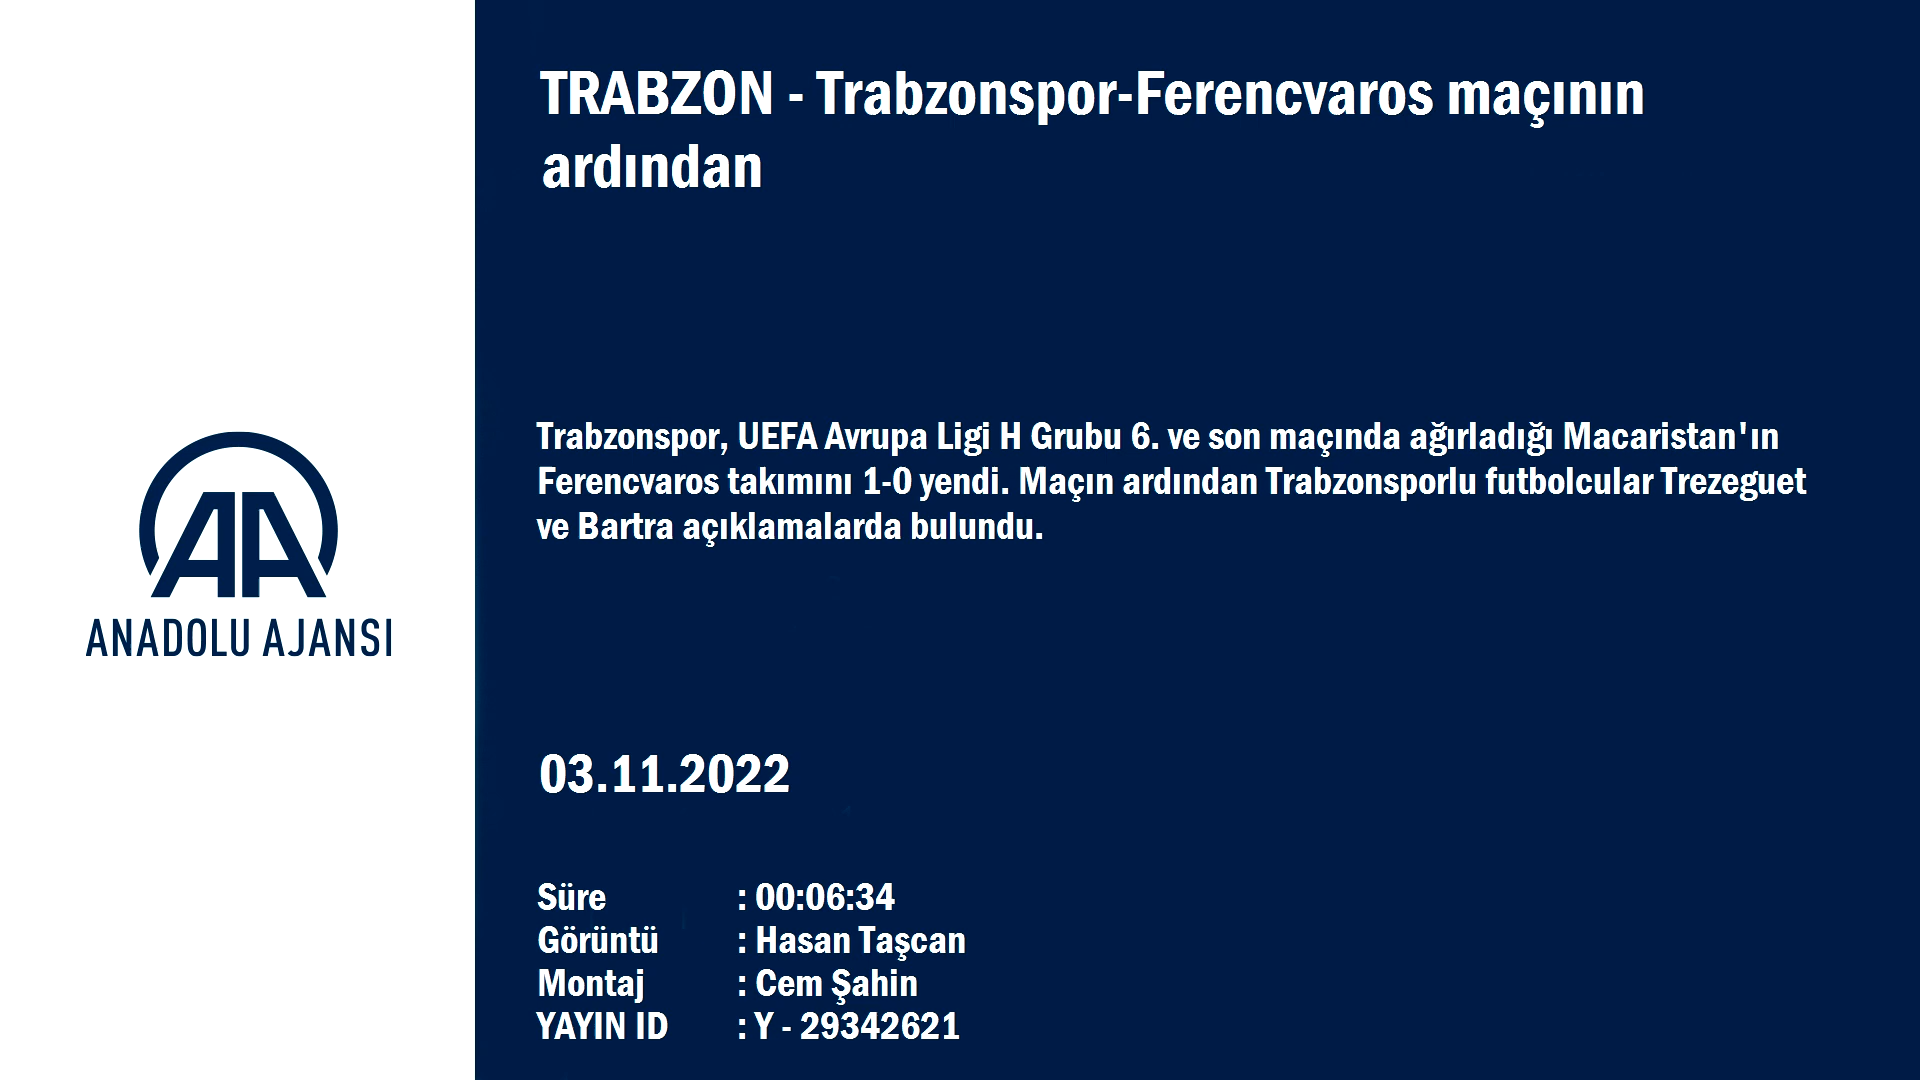 TRABZON - Trabzonspor-Ferencvaros maçının
ardından
Trabzonspor, UEFA Avrupa Ligi H Grubu 6. ve son maçında ağırladığı Macaristan'ın
Ferencvaros takımını 1-0 yendi. Maçın ardından Trabzonsporlu futbolcular Trezeguet
ve Bartra açıklamalarda bulundu.
AA
ANADOLU AJANSI
03.11.2022
Süre : 00:06:34
Görüntü : Hasan Taşcan
Montaj : Cem Şahin
YAYIN ID : Y - 29342621